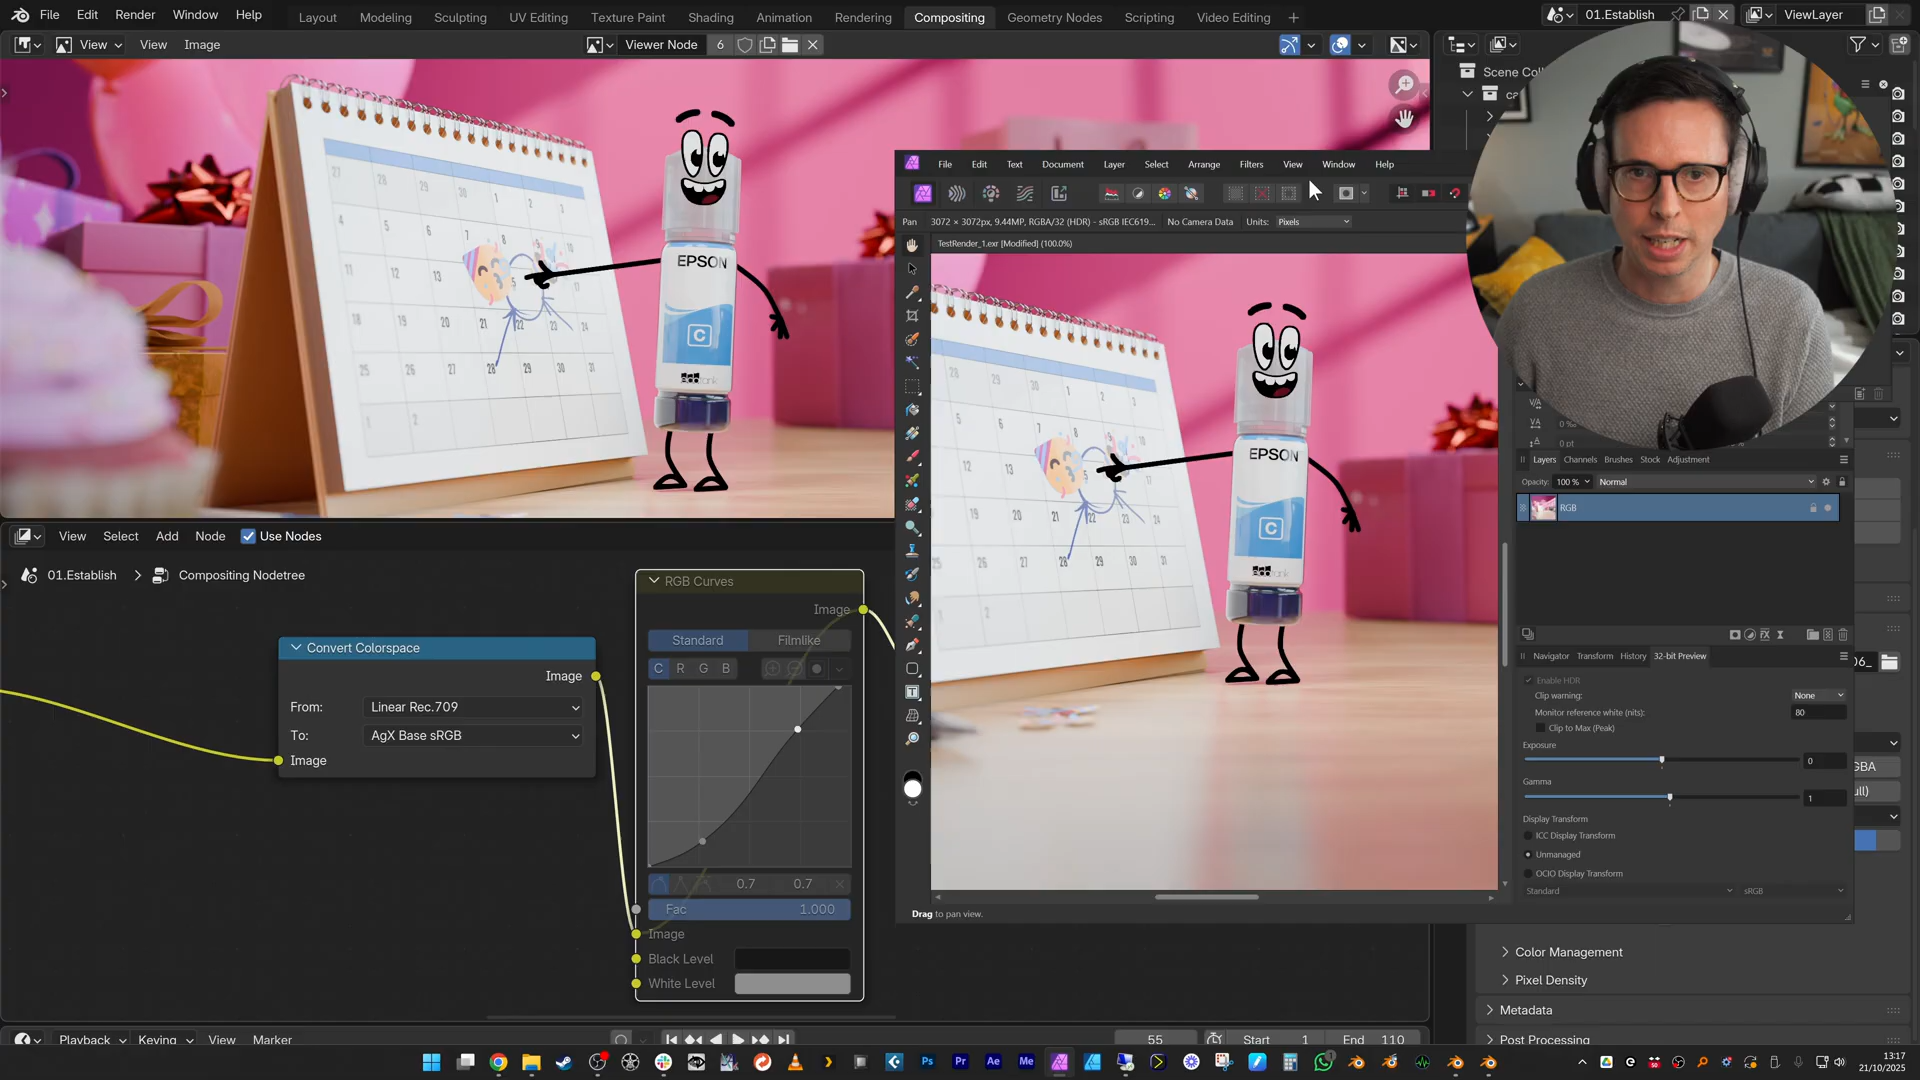 File Edit Render Window Help
Layout Modeling Sculpting UV Editing Texture Paint Shading Animation Rendering Compositing Geometry Nodes Scripting Video Editing +
01.Establish
ViewLayer
View View Image
Viewer Node 6
Scene Col
EPSON
C
File Edit Text Document Layer Select Arrange Filters View Window Help
Pan 3072 × 3072px, 9.44MP, RGBA/32 (HDR) - sRGB IEC619... No Camera Data Units: Pixels
TestRender_1.exr [Modified] (100.0%)
EPSON
C
Layers Channels Brushes Stock Adjustment
Opacity: 100 % Normal
RGB
Navigator Transform History 32-bit Preview
Enable HDR
Clip warning: None
Monitor reference white (nits): 80
Clip to Max (Peak)
Exposure
0
Gamma
1
Display Transform
ICC Display Transform
Unmanaged
OCIO Display Transform
Standard sRGB
Drag to pan view.
View Select Add Node Use Nodes
01.Establish Compositing Nodetree
Convert Colorspace
Image
From: Linear Rec.709
To: AgX Base sRGB
Image
RGB Curves
Image
Standard Filmlike
C R G B
0.7 0.7
Fac 1.000
Image
Black Level
White Level
Color Management
Pixel Density
Metadata
Post Processing
Playback Keying View Marker
55 Start 1 End 110
13:17
21/10/2025